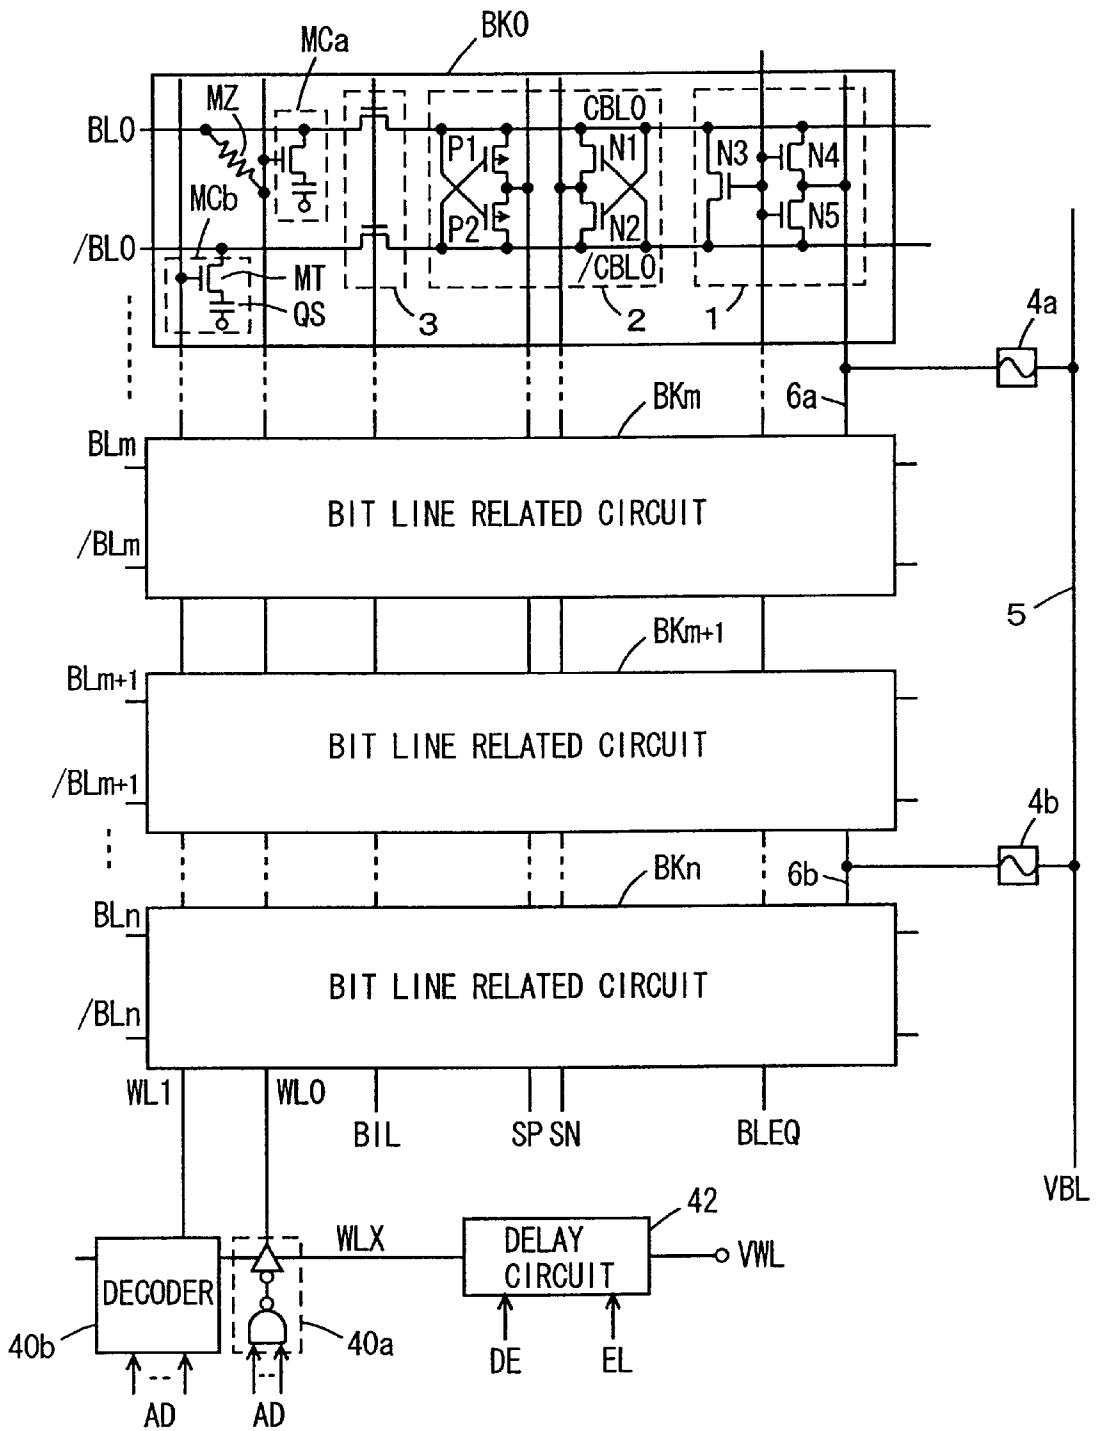 BK0
MCa
MZ
BL0
CBL0
P1
N1
N3
N4
MCb
P2
N2
N5
/BL0
/CBL0
MT
QS
3
2
1
4a
6a
BKm
BLm
BIT LINE RELATED CIRCUIT
/BLm
5
BKm+1
BLm+1
BIT LINE RELATED CIRCUIT
/BLm+1
4b
BKn
6b
BLn
BIT LINE RELATED CIRCUIT
/BLn
WL1
WL0
BIL
SP
SN
BLEQ
VBL
42
WLX
DELAY
CIRCUIT
VWL
DECODER
40b
40a
DE
EL
AD
AD